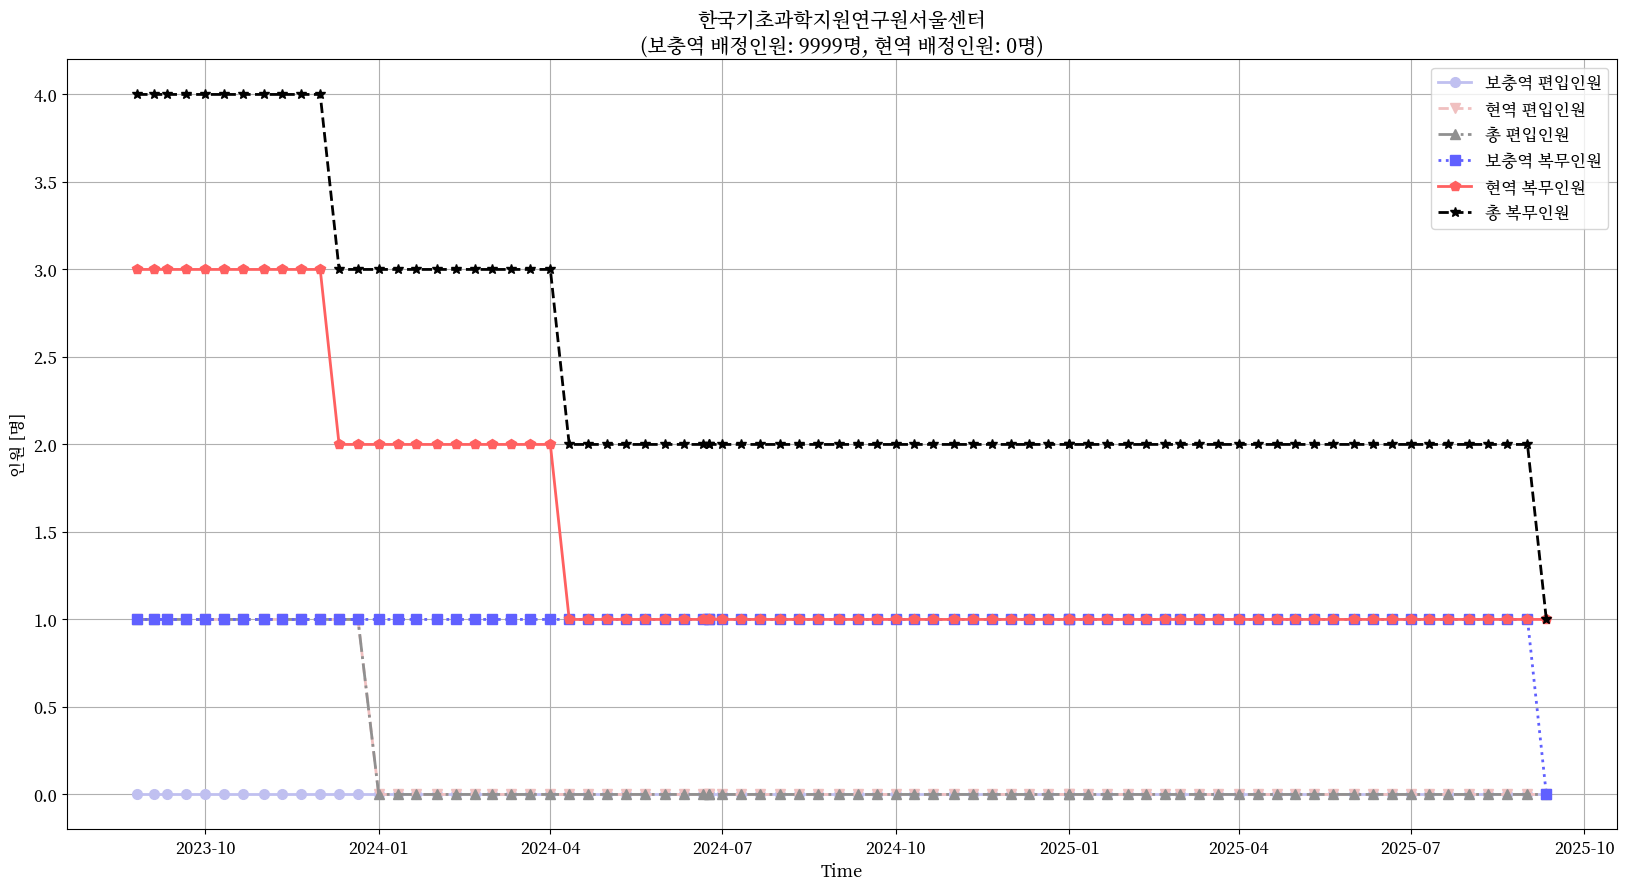 한국기초과학지원연구원서울센터
(보충역 배정인원: 9999명, 현역 배정인원: 0명)
보충역 편입인원
현역 편입인원
총 편입인원
보충역 복무인원
현역 복무인원
총 복무인원
인원 [명]
4.0
3.5
3.0
2.5
2.0
1.5
1.0
0.5
0.0
2023-10
2024-01
2024-04
2024-07
2024-10
2025-01
2025-04
2025-07
2025-10
Time